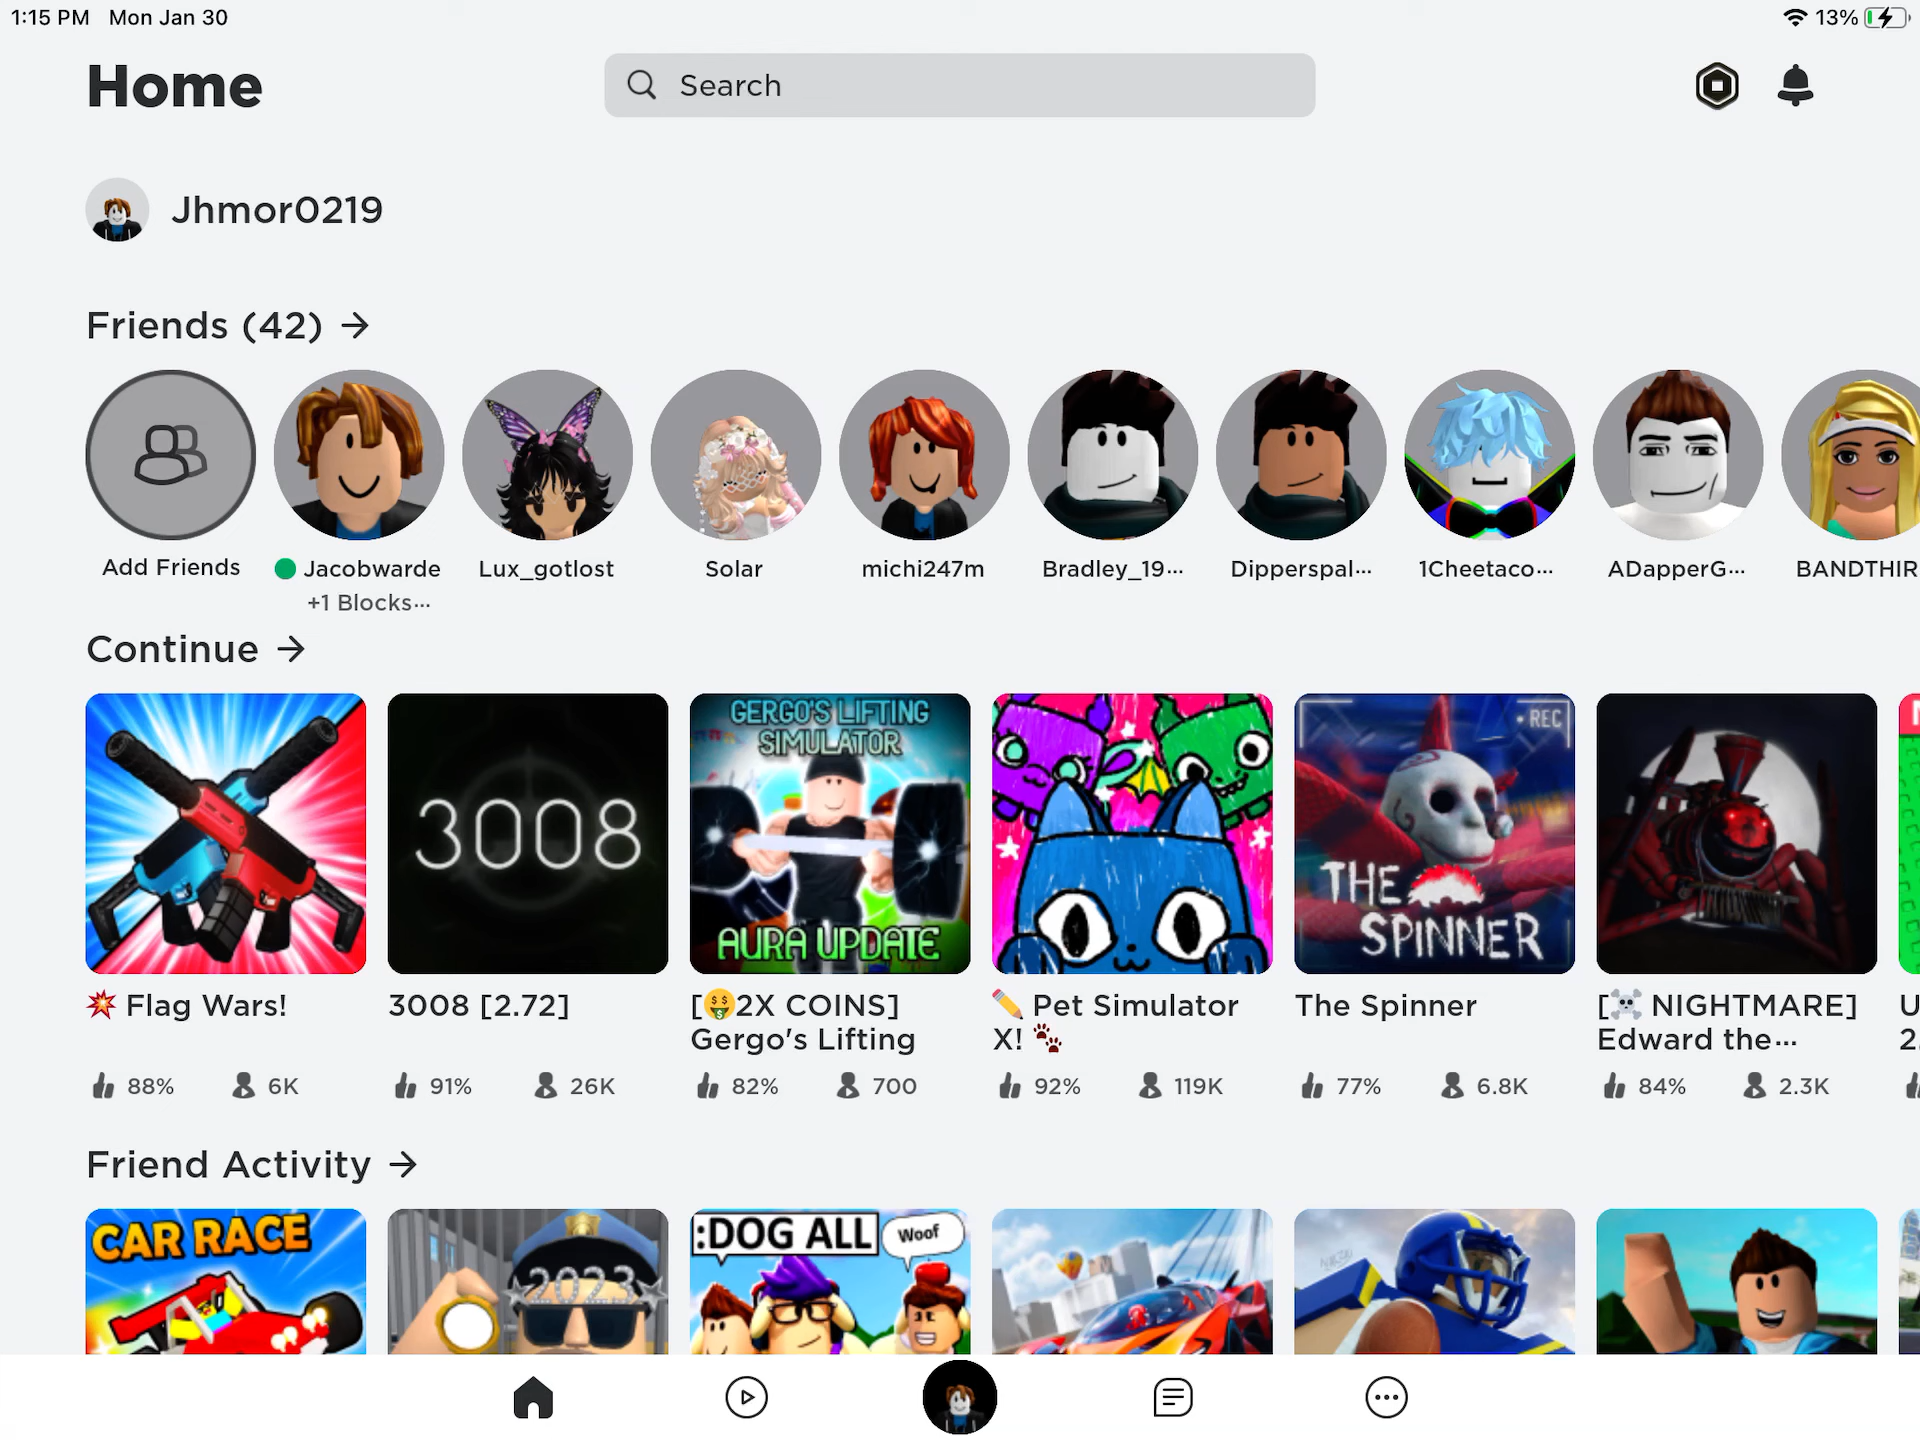 1:15 PM Mon Jan 30
13%
Home
Search
Jhmor0219
Friends (42)
Add Friends
Jacobwarde
+1 Blocks...
Lux_gotlost
Solar
michi247m
Bradley_19...
Dipperspal...
1Cheetaco...
ADapperG...
BANDTHIR
Continue
3008
GERGO'S LIFTING
SIMULATOR
AURA UPDATE
REC
THE
SPINNER
💥 Flag Wars!
3008 [2.72]
[🤑2X COINS]
Gergo's Lifting
✏️ Pet Simulator
X! 🐾
The Spinner
[☠️ NIGHTMARE]
Edward the...
U
2
88% 6K
91% 26K
82% 700
92% 119K
77% 6.8K
84% 2.3K
Friend Activity
CAR RACE
2023
:DOG ALL
Woof